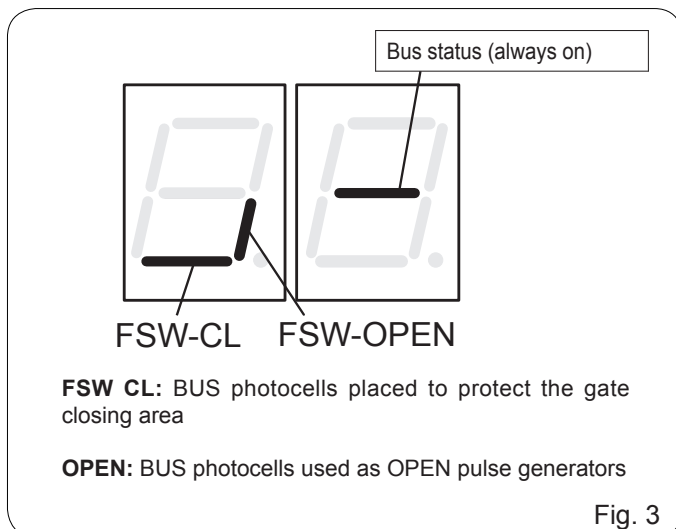 Bus status (always on)
FSW-CL FSW-OPEN
FSW CL: BUS photocells placed to protect the gate
closing area
OPEN: BUS photocells used as OPEN pulse generators
Fig. 3